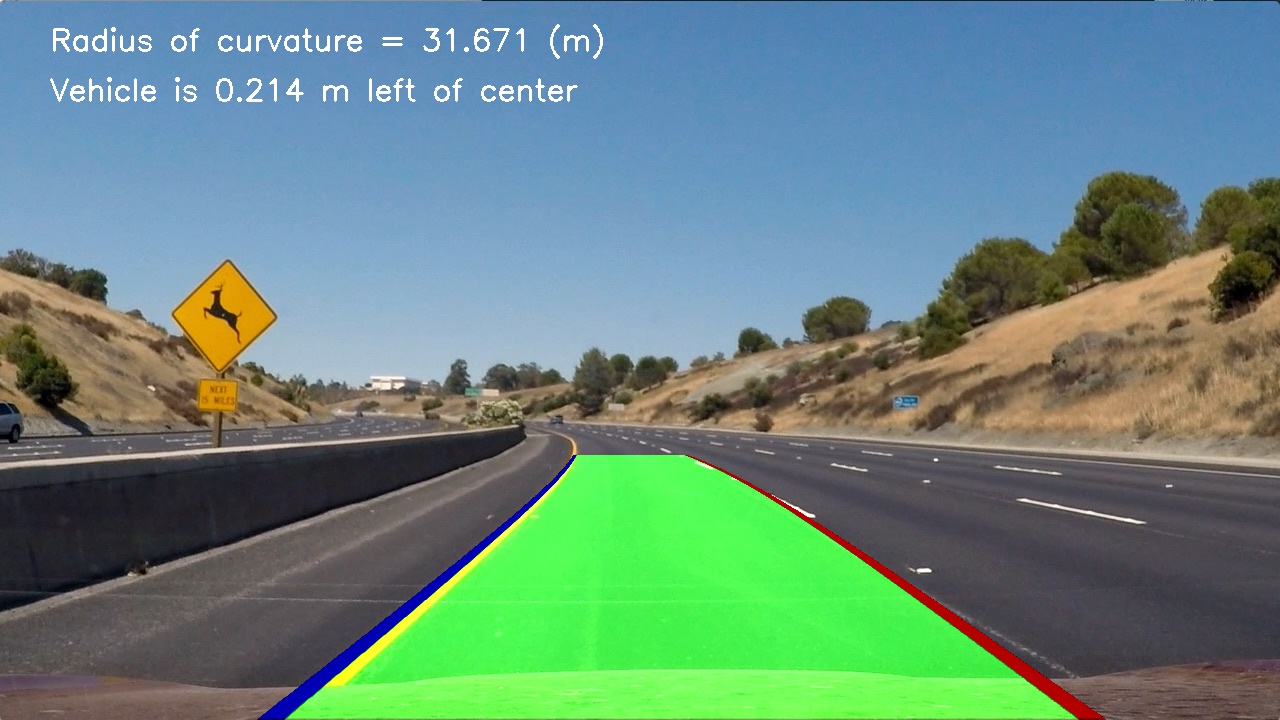 Radius of curvature = 31.671 (m)
Vehicle is 0.214 m left of center
NEXT
15 MILES